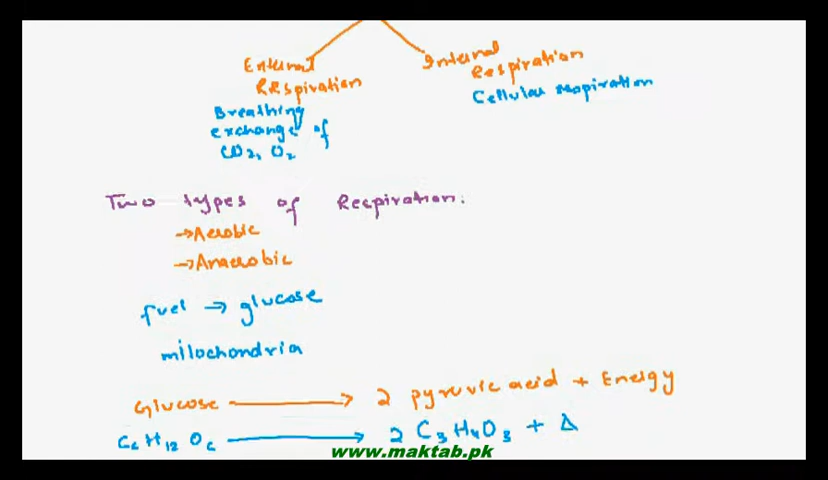 External Internal
Respiration Respiration
Breathing Cellular respiration
exchange of
CO2, O2
Two types of Respiration:
→Aerobic
→Anaerobic
fuel → glucose
mitochondria
Glucose → 2 pyruvic acid + Energy
C6H12O6 → 2 C3H4O3 + Δ
www.maktab.pk